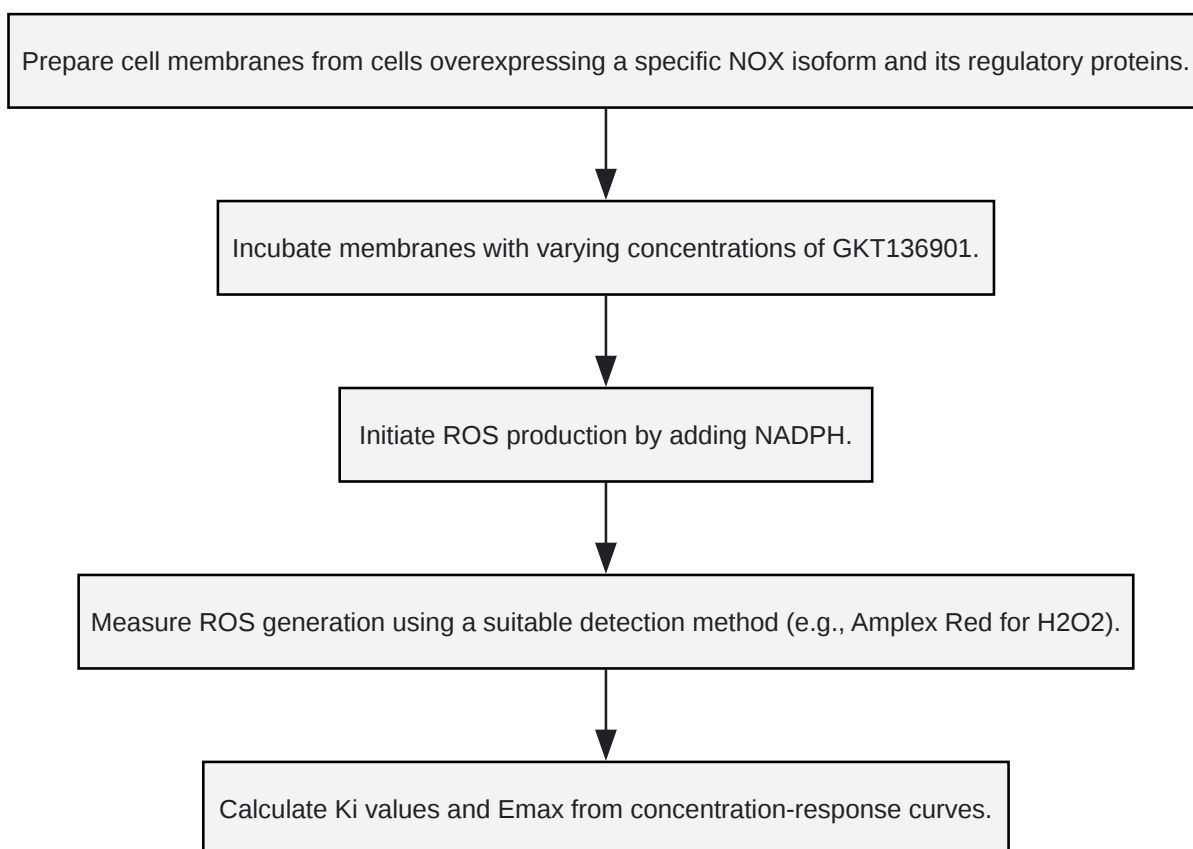 Prepare cell membranes from cells overexpressing a specific NOX isoform and its regulatory proteins.
Incubate membranes with varying concentrations of GKT136901.
Initiate ROS production by adding NADPH.
Measure ROS generation using a suitable detection method (e.g., Amplex Red for H2O2).
Calculate Ki values and Emax from concentration-response curves.